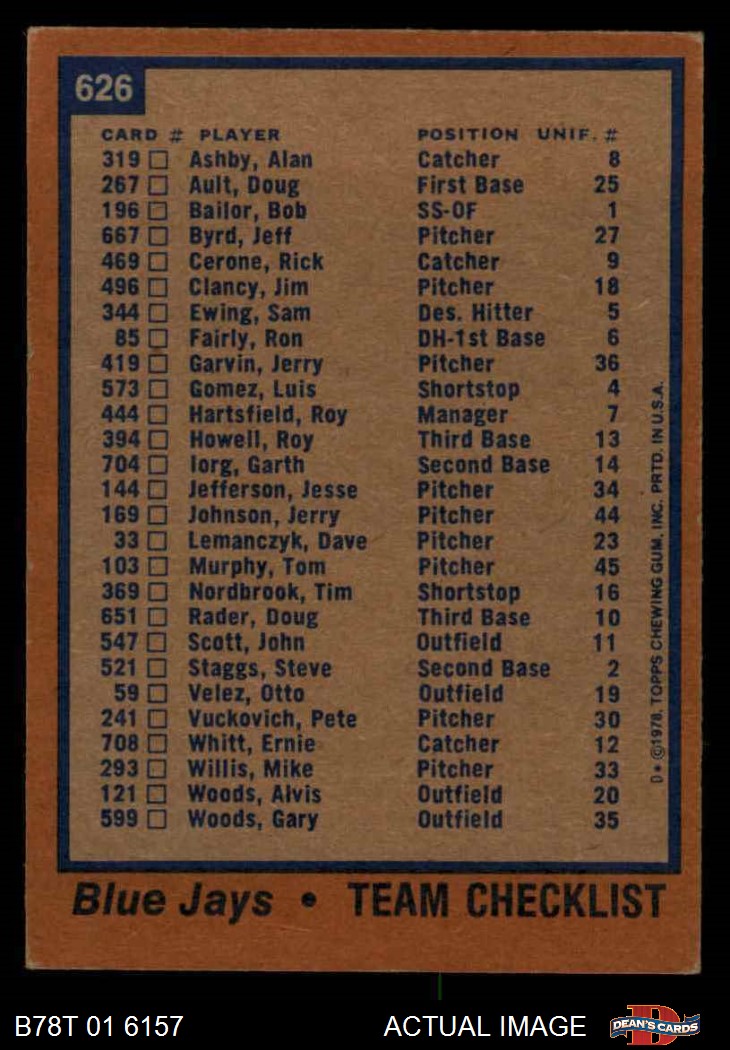 626
CARD # PLAYER POSITION UNIF. #
319 Ashby, Alan Catcher 8
267 Ault, Doug First Base 25
196 Bailor, Bob SS-OF 1
667 Byrd, Jeff Pitcher 27
469 Cerone, Rick Catcher 9
496 Clancy, Jim Pitcher 18
344 Ewing, Sam Des. Hitter 5
85 Fairly, Ron DH-1st Base 6
419 Garvin, Jerry Pitcher 36
573 Gomez, Luis Shortstop 4
444 Hartsfield, Roy Manager 7
394 Howell, Roy Third Base 13
704 Iorg, Garth Second Base 14
144 Jefferson, Jesse Pitcher 34
169 Johnson, Jerry Pitcher 44
33 Lemanczyk, Dave Pitcher 23
103 Murphy, Tom Pitcher 45
369 Nordbrook, Tim Shortstop 16
651 Rader, Doug Third Base 10
547 Scott, John Outfield 11
521 Staggs, Steve Second Base 2
59 Velez, Otto Outfield 19
241 Vuckovich, Pete Pitcher 30
708 Whitt, Ernie Catcher 12
293 Willis, Mike Pitcher 33
121 Woods, Alvis Outfield 20
599 Woods, Gary Outfield 35
D* ©1978 TOPPS CHEWING GUM, INC. PRTD. IN U.S.A.
Blue Jays • TEAM CHECKLIST
B78T 01 6157 ACTUAL IMAGE DEAN'S CARDS